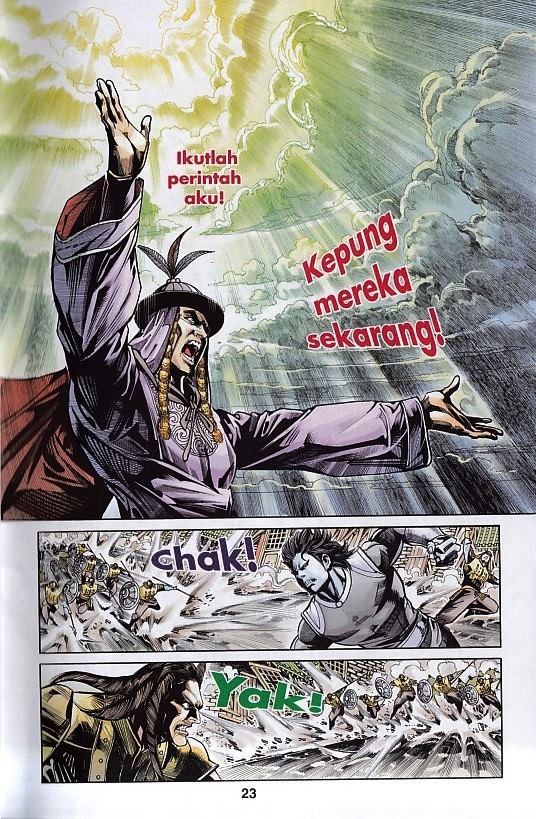 Ikutlah
perintah
aku!
Kepung
mereka
sekarang!
chak!
Yak!
23